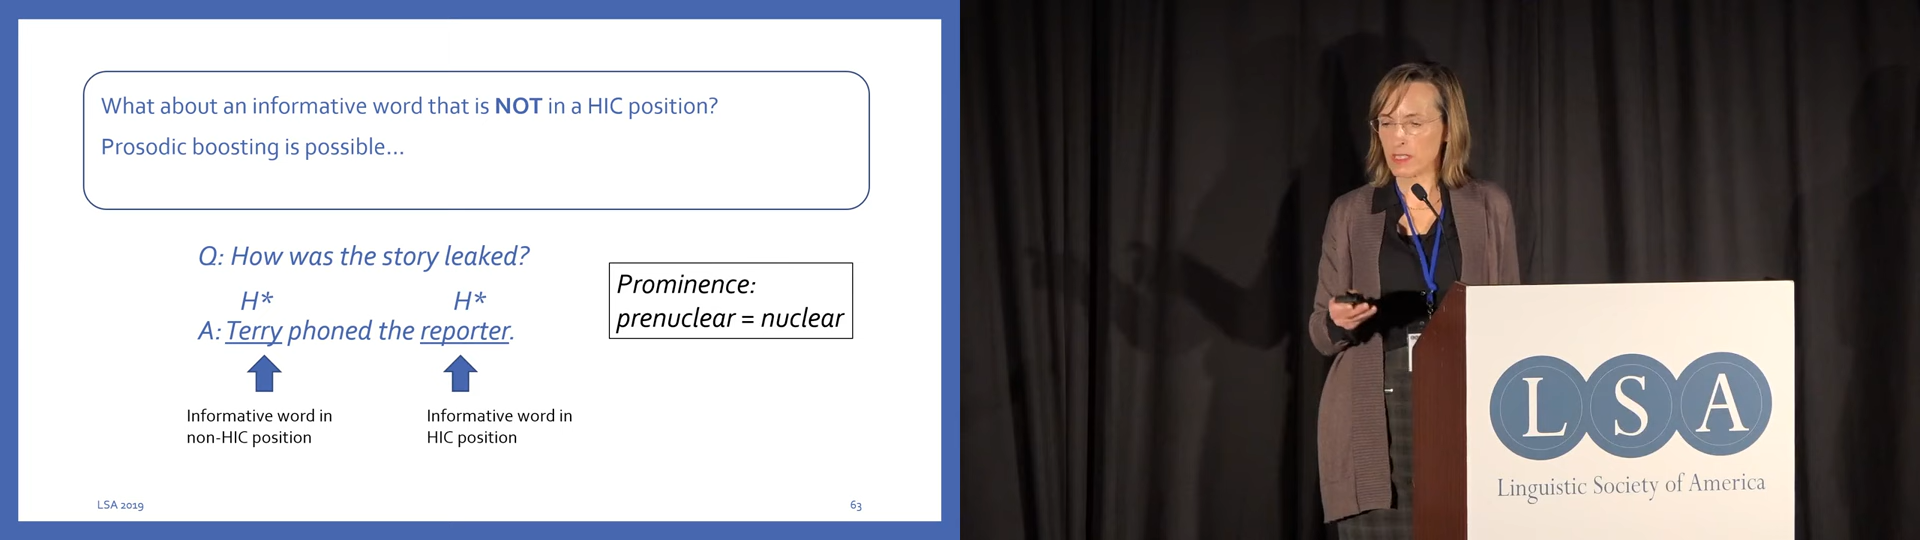 What about an informative word that is NOT in a HIC position?
Prosodic boosting is possible...
Q: How was the story leaked?
H* H*
A: Terry phoned the reporter.
Prominence:
prenuclear = nuclear
Informative word in
non-HIC position
Informative word in
HIC position
LSA 2019
63
LSA
Linguistic Society of America